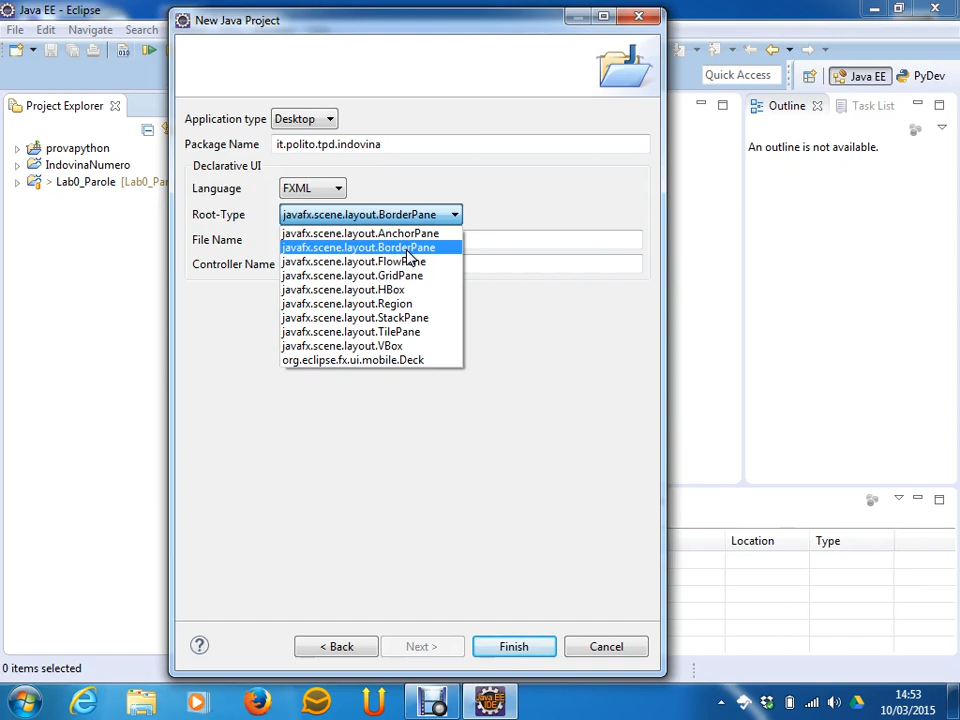 Java EE - Eclipse
New Java Project
File Edit Navigate Search
Quick Access
Java EE
PyDev
Project Explorer
Outline
Task List
An outline is not available.
provapython
IndovinaNumero
> Lab0_Parole [Lab0_Par
Application type Desktop
Package Name it.polito.tpd.indovina
Declarative UI
Language FXML
Root-Type javafx.scene.layout.BorderPane
File Name
Controller Name
javafx.scene.layout.AnchorPane
javafx.scene.layout.BorderPane
javafx.scene.layout.FlowPane
javafx.scene.layout.GridPane
javafx.scene.layout.HBox
javafx.scene.layout.Region
javafx.scene.layout.StackPane
javafx.scene.layout.TilePane
javafx.scene.layout.VBox
org.eclipse.fx.ui.mobile.Deck
Location Type
? < Back Next > Finish Cancel
0 items selected
Java EE
IDE
14:53
10/03/2015